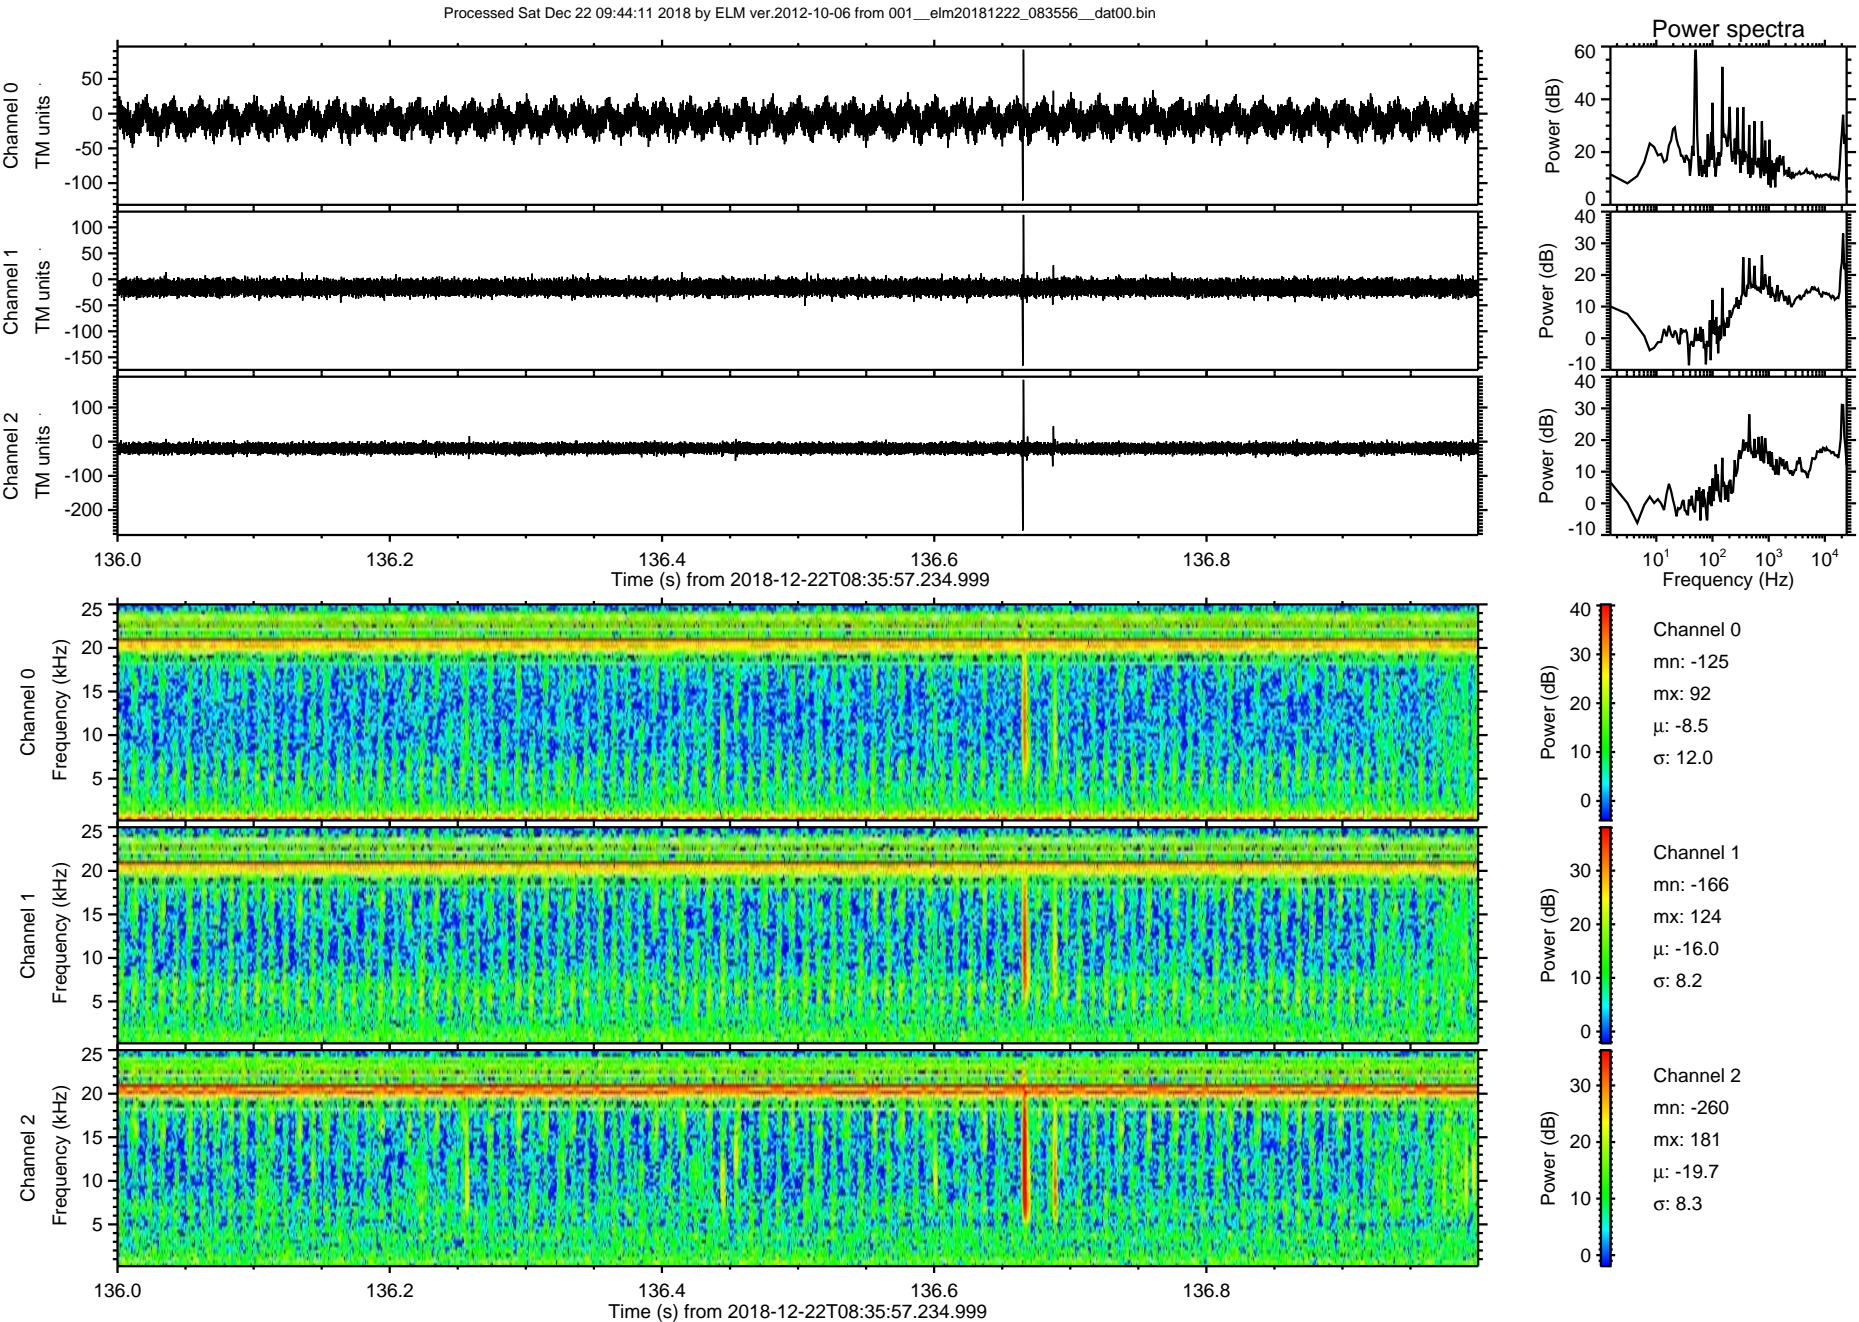 Processed Sat Dec 22 09:44:11 2018 by ELM ver.2012-10-06 from 001__elm20181222_083556__dat00.bin
Power spectra
Channel 0
TM units
50
0
-50
-100
Power (dB)
60
40
20
0
Channel 1
TM units
100
50
0
-50
-100
-150
Power (dB)
40
30
20
10
0
-10
Channel 2
TM units
100
0
-100
-200
Power (dB)
40
30
20
10
0
-10
136.0 136.2 136.4 136.6 136.8
Time (s) from 2018-12-22T08:35:57.234.999
10¹ 10² 10³ 10⁴
Frequency (Hz)
Channel 0
Frequency (kHz)
25
20
15
10
5
Power (dB)
40
30
20
10
0
Channel 0
mn: -125
mx: 92
μ: -8.5
σ: 12.0
Channel 1
Frequency (kHz)
25
20
15
10
5
Power (dB)
30
20
10
0
Channel 1
mn: -166
mx: 124
μ: -16.0
σ: 8.2
Channel 2
Frequency (kHz)
25
20
15
10
5
Power (dB)
30
20
10
0
Channel 2
mn: -260
mx: 181
μ: -19.7
σ: 8.3
136.0 136.2 136.4 136.6 136.8
Time (s) from 2018-12-22T08:35:57.234.999